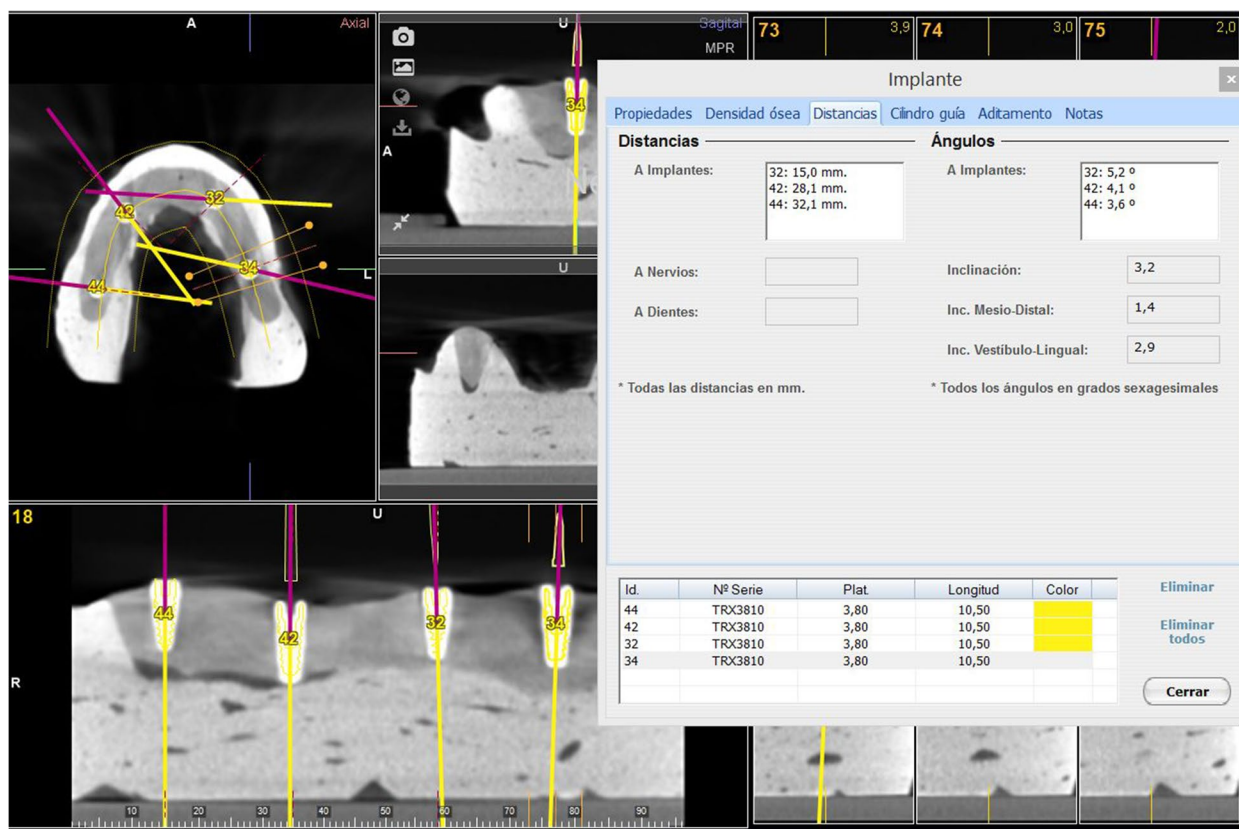 A
Axial
42
32
34
44
L
U
Sagital
MPR
34
A
U
73
3,9
74
3,0
75
2,0
Implante
Propiedades Densidad ósea Distancias Cilindro guía Aditamento Notas
Distancias
Ángulos
A Implantes:
32: 15,0 mm.
42: 28,1 mm.
44: 32,1 mm.
A Implantes:
32: 5,2 º
42: 4,1 º
44: 3,6 º
A Nervios:
Inclinación:
3,2
A Dientes:
Inc. Mesio-Distal:
1,4
Inc. Vestíbulo-Lingual:
2,9
* Todas las distancias en mm.
* Todos los ángulos en grados sexagesimales
Id. Nº Serie Plat. Longitud Color
44 TRX3810 3,80 10,50
42 TRX3810 3,80 10,50
32 TRX3810 3,80 10,50
34 TRX3810 3,80 10,50
Eliminar
Eliminar
todos
Cerrar
18
U
R
44
42
32
34
10 20 30 40 50 60 70 80 90